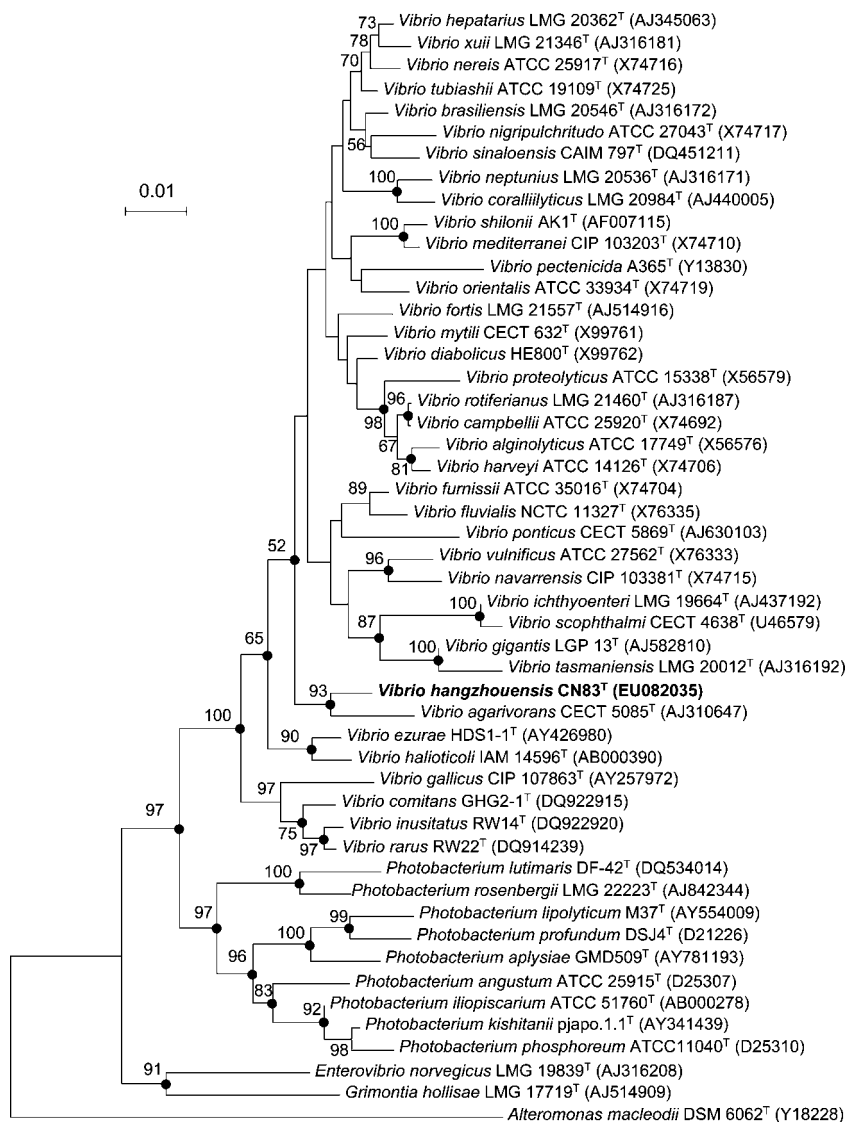 73
Vibrio hepatarius LMG 20362T (AJ345063)
78
Vibrio xuii LMG 21346T (AJ316181)
70
Vibrio nereis ATCC 25917T (X74716)
Vibrio tubiashii ATCC 19109T (X74725)
Vibrio brasiliensis LMG 20546T (AJ316172)
Vibrio nigripulchritudo ATCC 27043T (X74717)
56
Vibrio sinaloensis CAIM 797T (DQ451211)
100
Vibrio neptunius LMG 20536T (AJ316171)
0.01
Vibrio coralliilyticus LMG 20984T (AJ440005)
100
Vibrio shilonii AK1T (AF007115)
Vibrio mediterranei CIP 103203T (X74710)
Vibrio pectenicida A365T (Y13830)
Vibrio orientalis ATCC 33934T (X74719)
Vibrio fortis LMG 21557T (AJ514916)
Vibrio mytili CECT 632T (X99761)
Vibrio diabolicus HE800T (X99762)
Vibrio proteolyticus ATCC 15338T (X56579)
96
Vibrio rotiferianus LMG 21460T (AJ316187)
98
Vibrio campbellii ATCC 25920T (X74692)
67
Vibrio alginolyticus ATCC 17749T (X56576)
81
Vibrio harveyi ATCC 14126T (X74706)
89
Vibrio furnissii ATCC 35016T (X74704)
Vibrio fluvialis NCTC 11327T (X76335)
Vibrio ponticus CECT 5869T (AJ630103)
52
96
Vibrio vulnificus ATCC 27562T (X76333)
Vibrio navarrensis CIP 103381T (X74715)
100
Vibrio ichthyoenteri LMG 19664T (AJ437192)
87
Vibrio scophthalmi CECT 4638T (U46579)
65
100
Vibrio gigantis LGP 13T (AJ582810)
Vibrio tasmaniensis LMG 20012T (AJ316192)
93
Vibrio hangzhouensis CN83T (EU082035)
Vibrio agarivorans CECT 5085T (AJ310647)
100
90
Vibrio ezurae HDS1-1T (AY426980)
Vibrio halioticoli IAM 14596T (AB000390)
97
Vibrio gallicus CIP 107863T (AY257972)
Vibrio comitans GHG2-1T (DQ922915)
97
75
Vibrio inusitatus RW14T (DQ922920)
97
Vibrio rarus RW22T (DQ914239)
100
Photobacterium lutimaris DF-42T (DQ534014)
Photobacterium rosenbergii LMG 22223T (AJ842344)
97
99
Photobacterium lipolyticum M37T (AY554009)
100
Photobacterium profundum DSJ4T (D21226)
96
Photobacterium aplysiae GMD509T (AY781193)
83
Photobacterium angustum ATCC 25915T (D25307)
92
Photobacterium iliopiscarium ATCC 51760T (AB000278)
Photobacterium kishitanii pjapo.1.1T (AY341439)
98
Photobacterium phosphoreum ATCC11040T (D25310)
91
Enterovibrio norvegicus LMG 19839T (AJ316208)
Grimontia hollisae LMG 17719T (AJ514909)
Alteromonas macleodii DSM 6062T (Y18228)